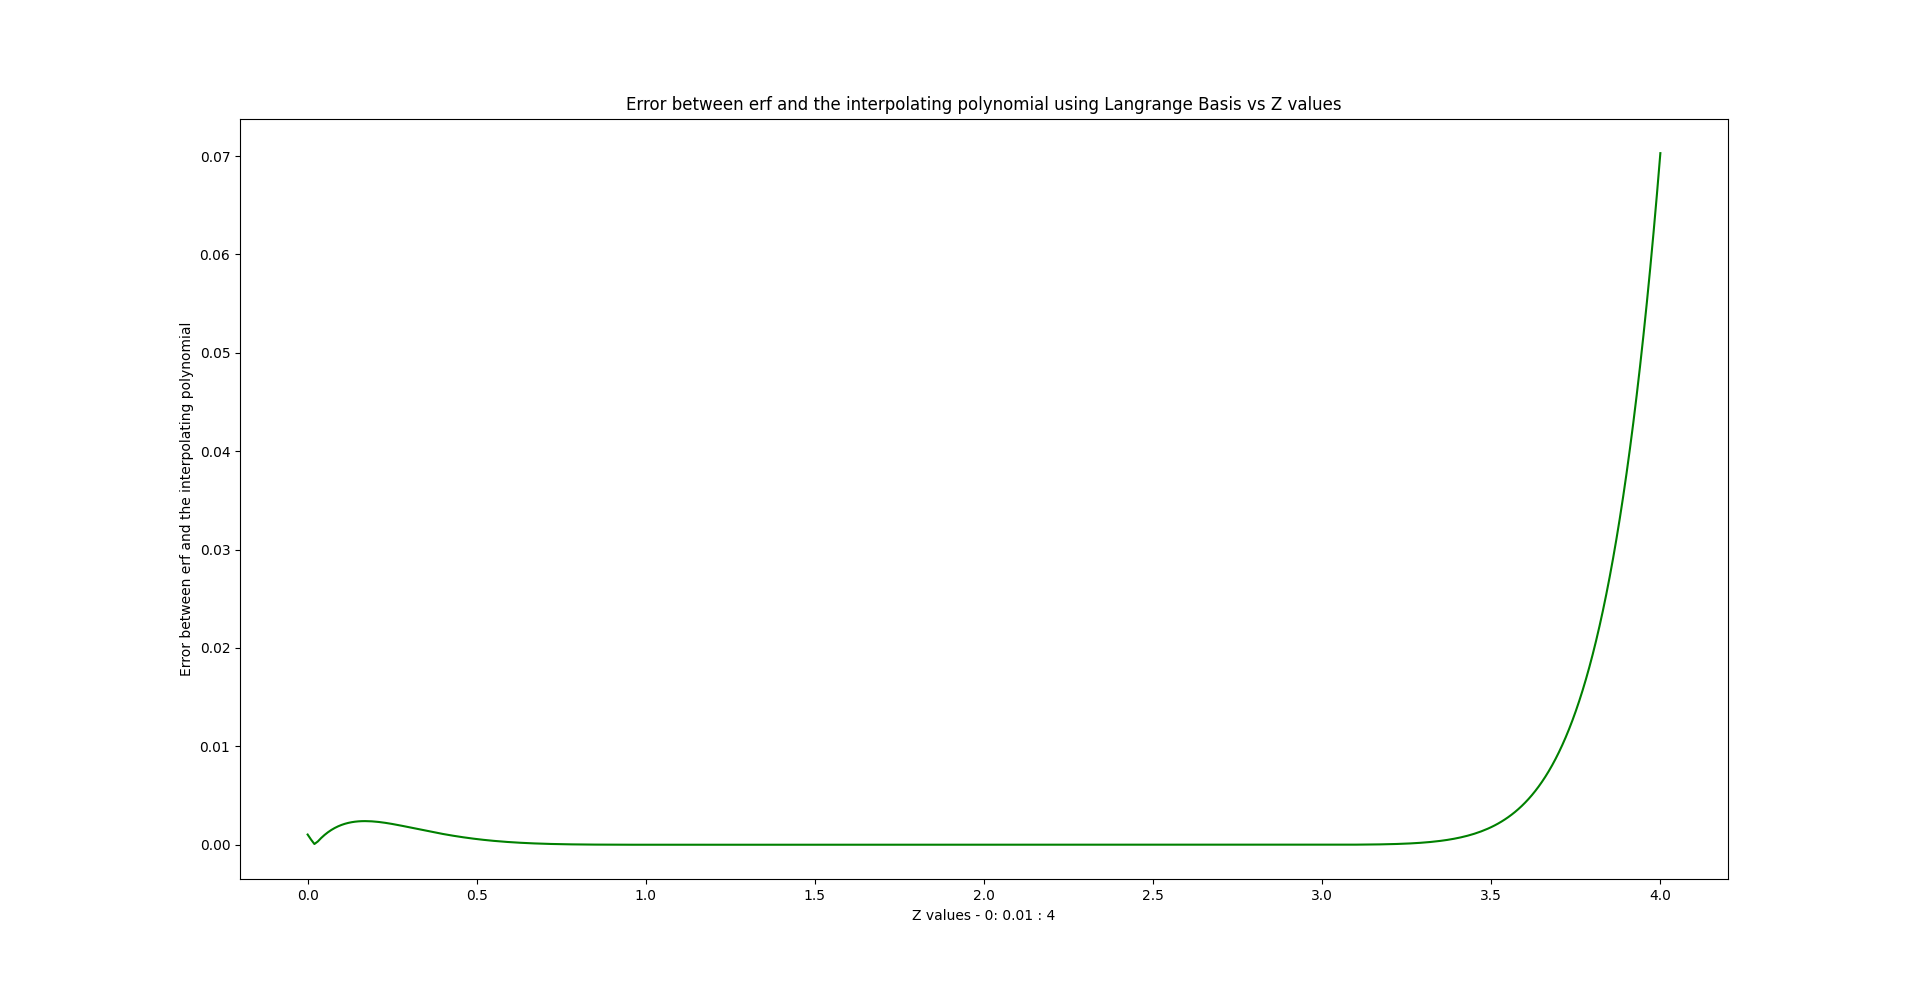 Error between erf and the interpolating polynomial using Langrange Basis vs Z values
Error between erf and the interpolating polynomial
0.07
0.06
0.05
0.04
0.03
0.02
0.01
0.00
0.0 0.5 1.0 1.5 2.0 2.5 3.0 3.5 4.0
Z values - 0: 0.01 : 4